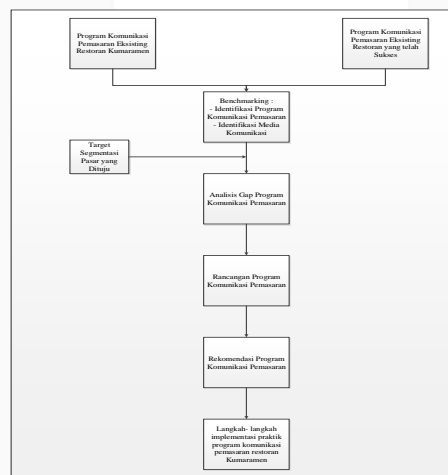 Program Komunikasi
Pemasaran Eksisting
Restoran Kumaramen
Program Komunikasi
Pemasaran Eksisting
Restoran yang telah
Sukses
Benchmarking :
- Identifikasi Program
Komunikasi Pemasaran
- Identifikasi Media
Komunikasi
Target
Segmentasi
Pasar yang
Dituju
Analisis Gap Program
Komunikasi Pemasaran
Rancangan Program
Komunikasi Pemasaran
Rekomendasi Program
Komunikasi Pemasaran
Langkah- langkah
implementasi praktik
program komunikasi
pemasaran restoran
Kumaramen